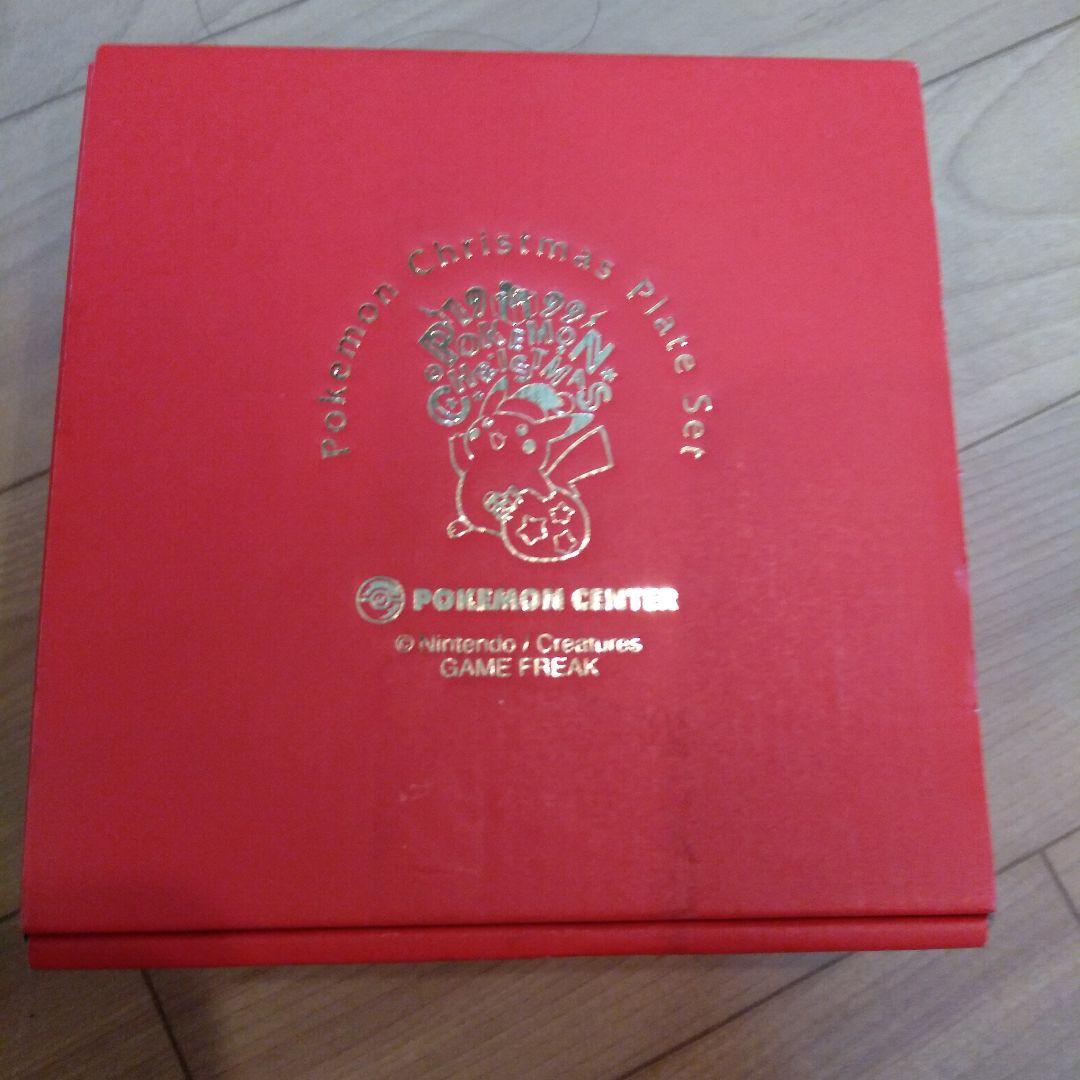 Pokemon Christmas Plate Set
POKEMON
CHRISTMAS
POKEMON CENTER
© Nintendo / Creatures
GAME FREAK